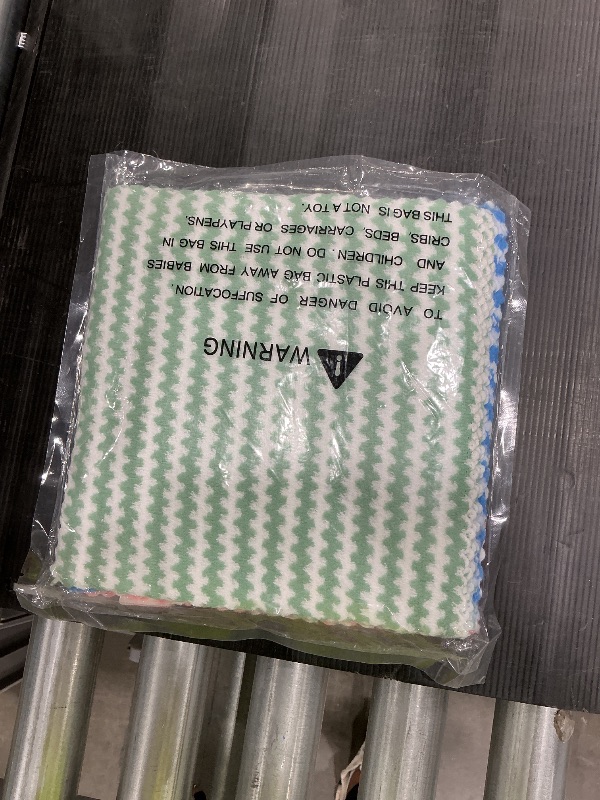 WARNING
TO AVOID DANGER OF SUFFOCATION,
KEEP THIS PLASTIC BAG AWAY FROM BABIES
AND CHILDREN. DO NOT USE THIS BAG IN
CRIBS, BEDS, CARRIAGES OR PLAYPENS.
THIS BAG IS NOT A TOY.